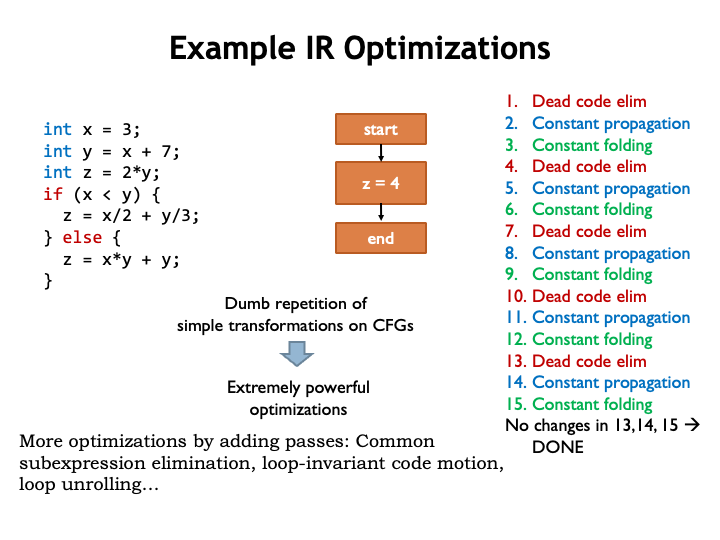 Example IR Optimizations
int x = 3;
int y = x + 7;
int z = 2*y;
if (x < y) {
  z = x/2 + y/3;
} else {
  z = x*y + y;
}
start
z = 4
end
Dumb repetition of
simple transformations on CFGs
Extremely powerful
optimizations
More optimizations by adding passes: Common
subexpression elimination, loop-invariant code motion,
loop unrolling…
1. Dead code elim
2. Constant propagation
3. Constant folding
4. Dead code elim
5. Constant propagation
6. Constant folding
7. Dead code elim
8. Constant propagation
9. Constant folding
10. Dead code elim
11. Constant propagation
12. Constant folding
13. Dead code elim
14. Constant propagation
15. Constant folding
No changes in 13,14, 15 →
DONE